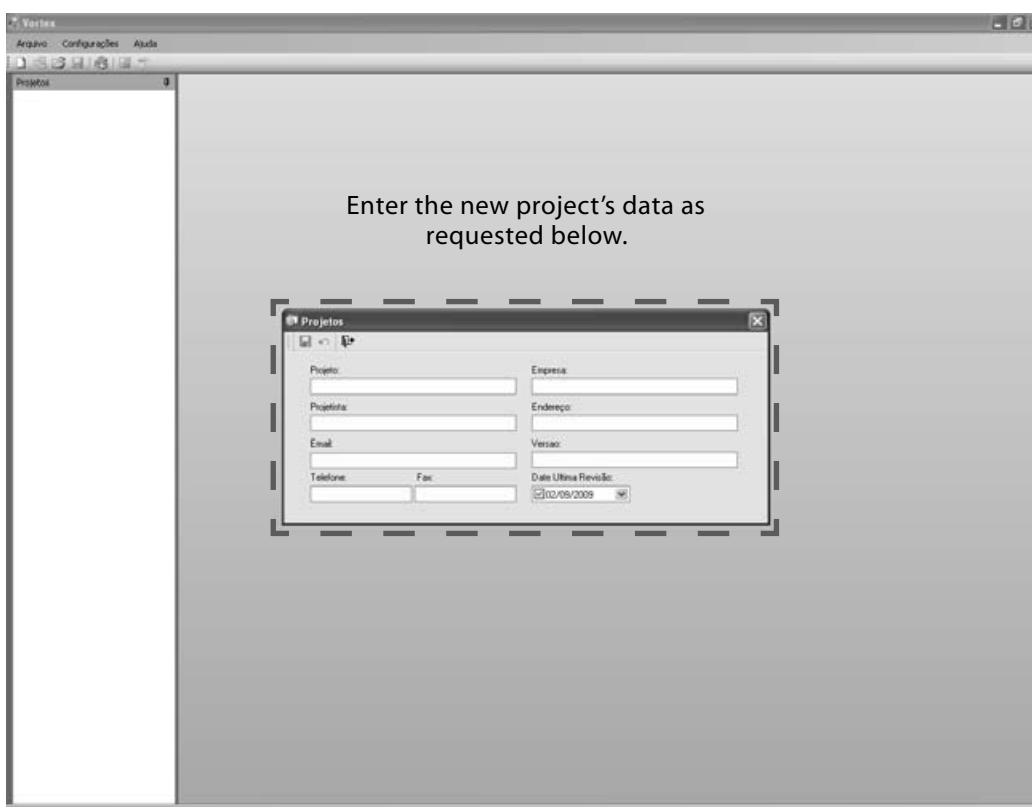 Vortex
Arquivo Configurações Ajuda
Projetos
Enter the new project’s data as
requested below.
Projetos
Projeto: Empresa:
Projetista: Endereço:
Email: Versao:
Telefone: Fax: Date Ultima Revisão:
02/09/2009